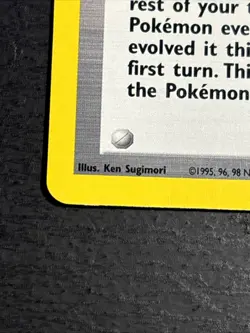 rest of your t
Pokémon eve
evolved it thi
first turn. Thi
the Pokémon
Illus. Ken Sugimori ©1995, 96, 98 N